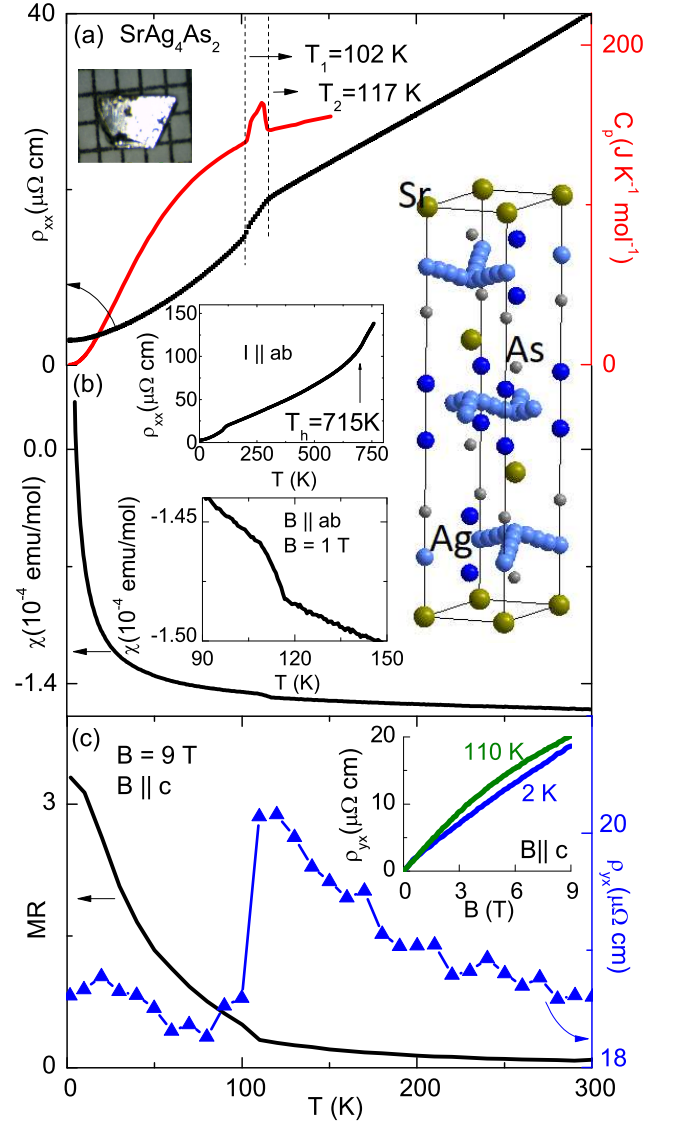 (a) SrAg₄As₂
T₁=102 K
T₂=117 K
40
20
0
ρxx(μΩ cm)
200
100
0
Cp(J K⁻¹ mol⁻¹)
Sr
As
Ag
150
100
50
0
ρxx (μΩ cm)
I || ab
Th=715K
0 250 500 750
T (K)
(b)
0.0
-1.4
χ(10⁻⁴ emu/mol)
-1.45
-1.50
χ(10⁻⁴ emu/mol)
B || ab
B = 1 T
90 120 150
T (K)
(c) B = 9 T
B || c
3
0
MR
20
10
0
ρyx(μΩ cm)
110 K
2 K
B|| c
0 3 6 9
B (T)
20
18
ρyx(μΩ cm)
0 100 200 300
T (K)